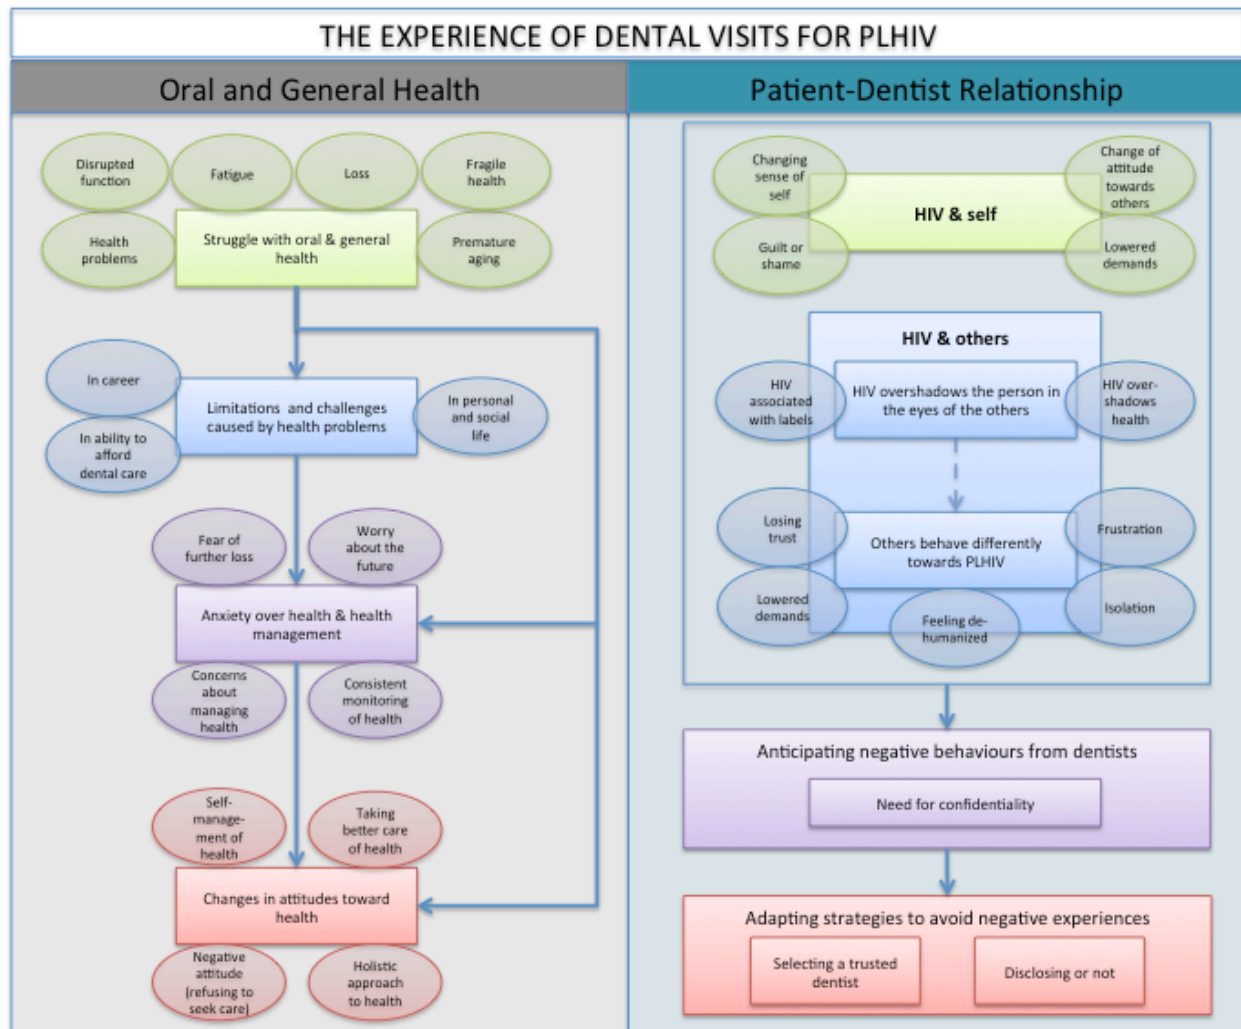 THE EXPERIENCE OF DENTAL VISITS FOR PLHIV
Oral and General Health
Disrupted
function
Fatigue
Loss
Fragile
health
Health
problems
Struggle with oral & general
health
Premature
aging
In career
Limitations and challenges
caused by health problems
In personal
and social
life
In ability to
afford
dental care
Fear of
further loss
Worry
about the
future
Anxiety over health & health
management
Concerns
about
managing
health
Consistent
monitoring
of health
Self-
manage-
ment of
health
Taking
better care
of health
Changes in attitudes toward
health
Negative
attitude
(refusing to
seek care)
Holistic
approach
to health
Patient-Dentist Relationship
Changing
sense of
self
Change of
attitude
towards
others
HIV & self
Guilt or
shame
Lowered
demands
HIV & others
HIV
associated
with labels
HIV overshadows the person in
the eyes of the others
HIV over-
shadows
health
Losing
trust
Others behave differently
towards PLHIV
Frustration
Lowered
demands
Feeling de-
humanized
Isolation
Anticipating negative behaviours from dentists
Need for confidentiality
Adapting strategies to avoid negative experiences
Selecting a trusted
dentist
Disclosing or not